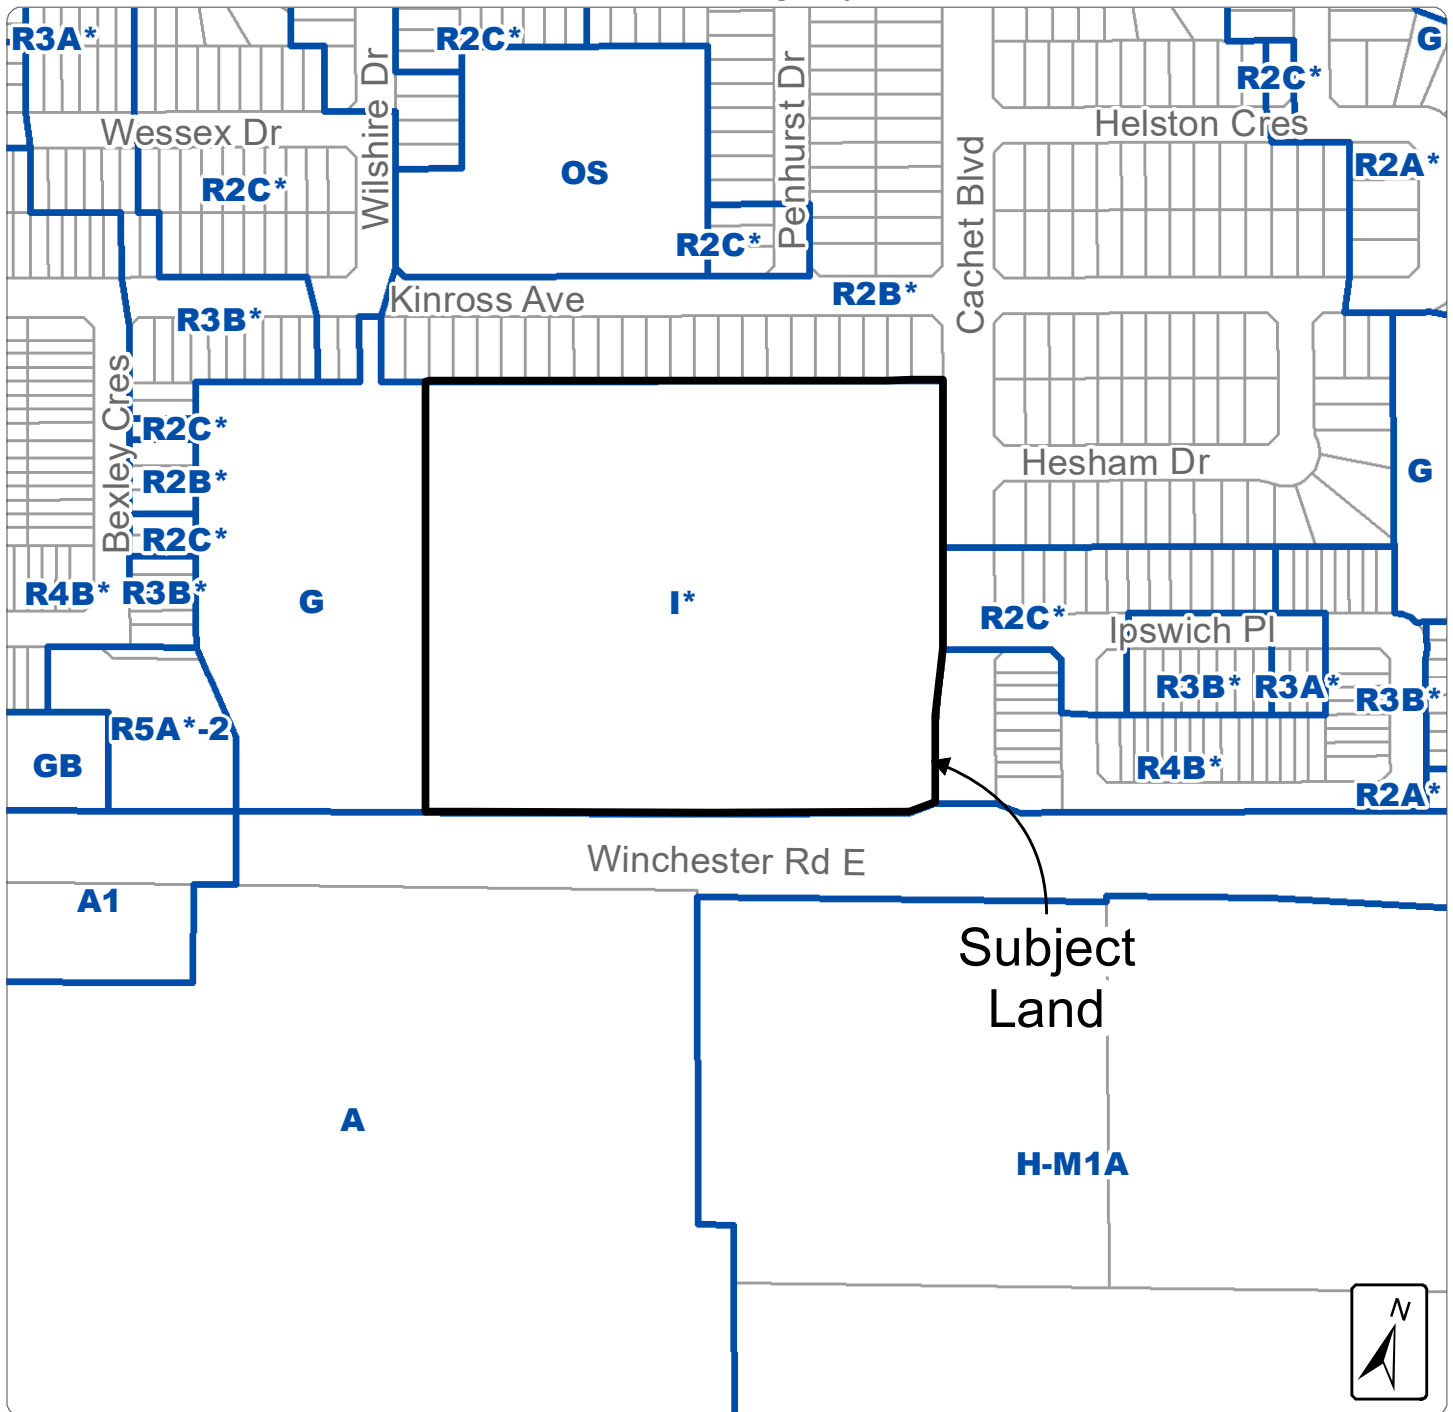 R3A*
R2C*
G
R2C*
Wessex Dr
Wilshire Dr
Penhurst Dr
Helston Cres
R2C*
OS
R2A*
R2C*
Cachet Blvd
Kinross Ave
R2B*
R3B*
Bexley Cres
R2C*
R2B*
R2C*
R4B*
R3B*
G
I*
Hesham Dr
G
R2C*
Ipswich Pl
R3B*
R3A*
R3B*
R5A*-2
GB
R4B*
R2A*
Winchester Rd E
A1
Subject
Land
A
H-M1A
N